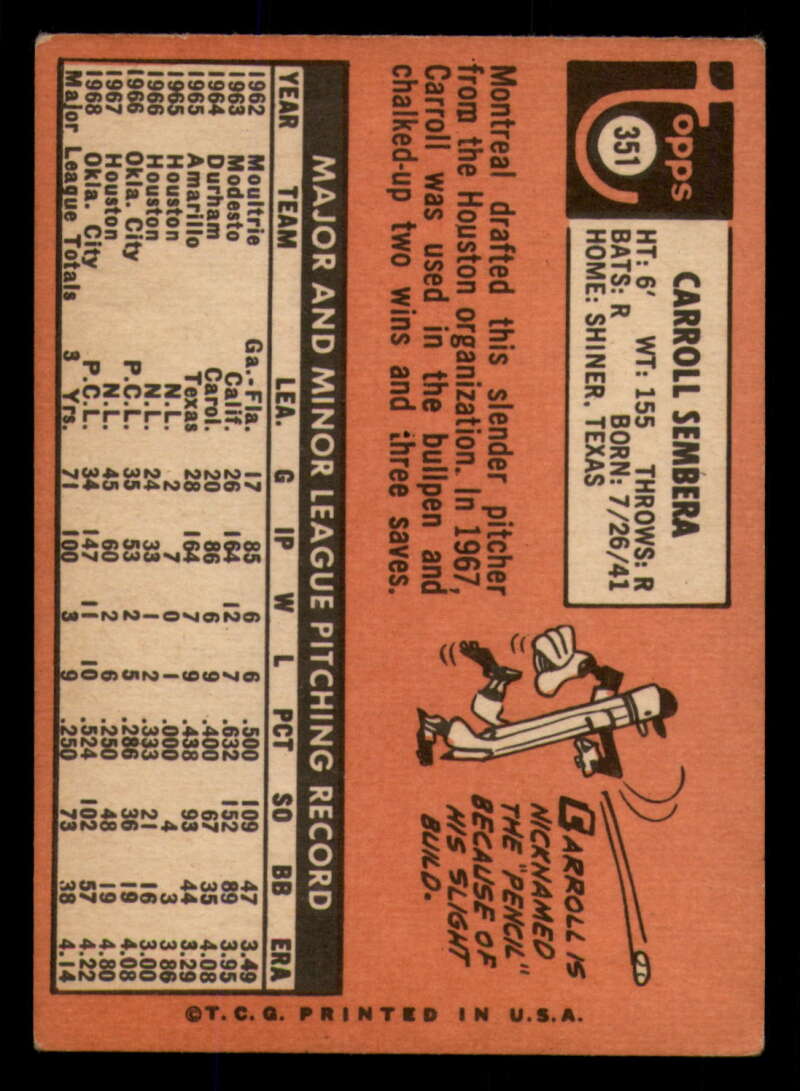 Topps
351
CARROLL SEMBERA
HT: 6' WT: 155 THROWS: R
BATS: R BORN: 7/26/41
HOME: SHINER, TEXAS
Montreal drafted this slender pitcher
from the Houston organization. In 1967,
Carroll was used in the bullpen and
chalked-up two wins and three saves.
CARROLL IS
NICKNAMED
THE "PENCIL"
BECAUSE OF
HIS SLIGHT
BUILD.
MAJOR AND MINOR LEAGUE PITCHING RECORD
YEAR TEAM LEA. G IP W L PCT SO BB ERA
1962 Moultrie Ga.-Fla. 17 85 6 6 .500 109 47 3.49
1963 Modesto Calif. 26 164 12 7 .632 152 89 3.95
1964 Durham Carol. 20 86 6 9 .400 67 35 4.08
1965 Amarillo Texas 28 164 7 9 .438 93 44 3.29
1965 Houston N.L. 2 7 0 1 .000 4 3 3.86
1966 Houston N.L. 24 33 1 2 .333 21 16 3.00
1966 Okla. City P.C.L. 35 53 2 5 .286 36 19 4.08
1967 Houston N.L. 45 60 2 6 .250 48 19 4.80
1968 Okla. City P.C.L. 34 147 11 10 .524 102 57 4.22
Major League Totals 3 Yrs. 71 100 3 9 .250 73 38 4.14
©T.C.G. PRINTED IN U.S.A.